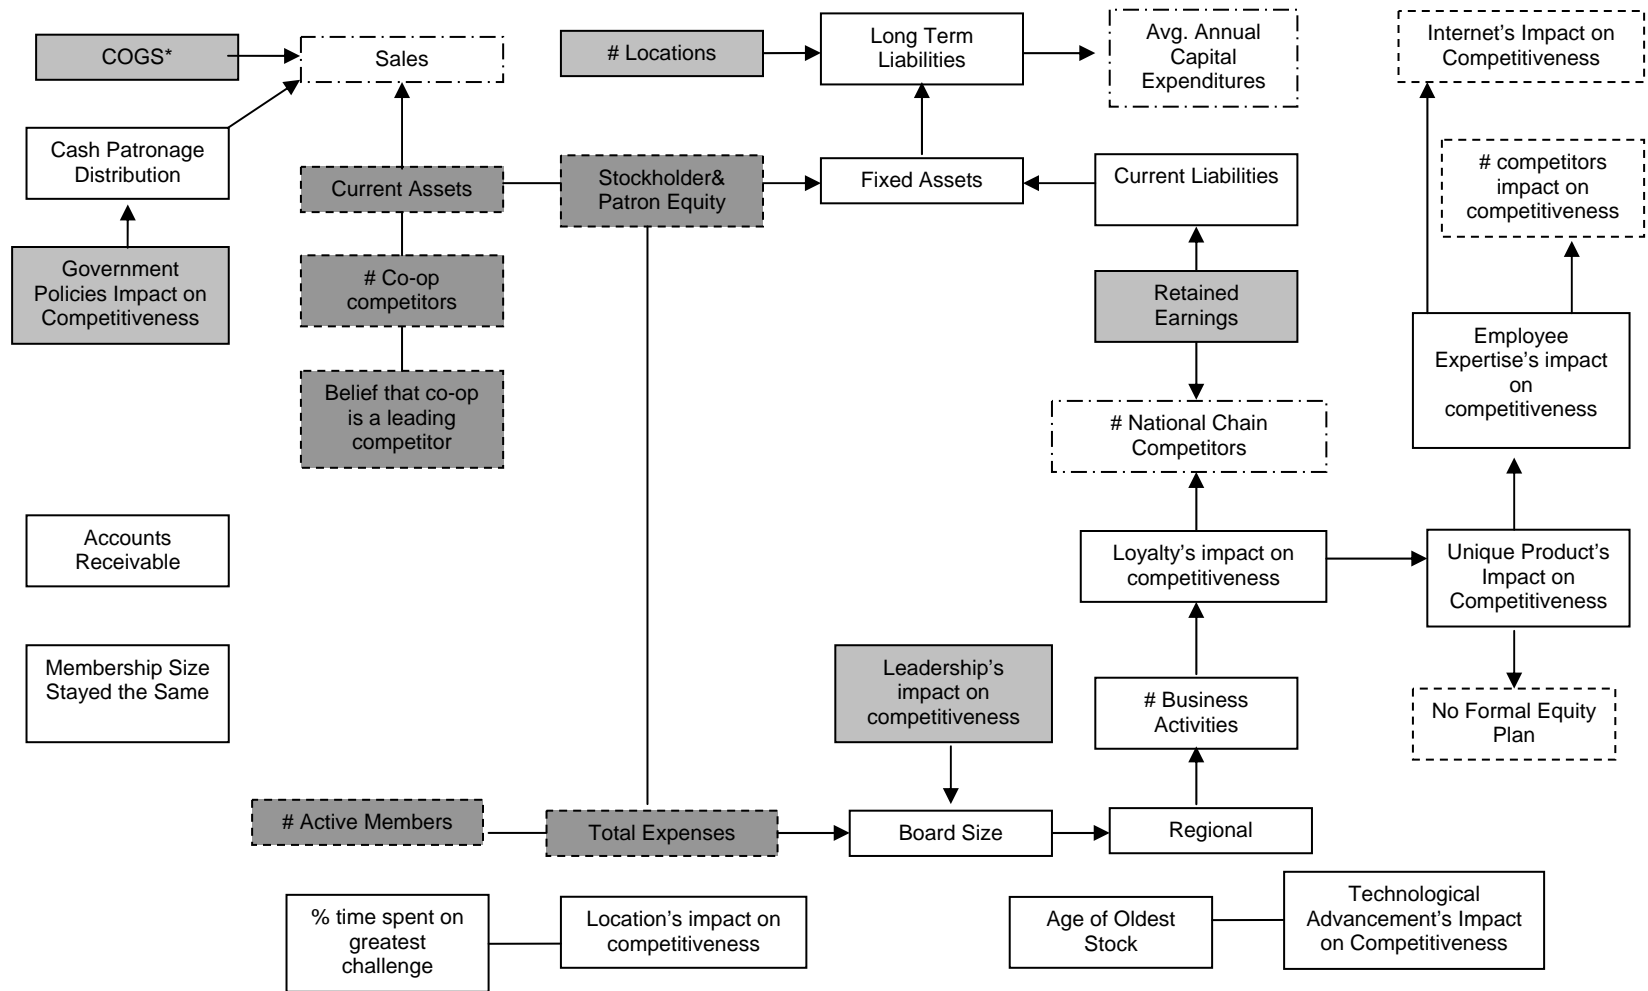 COGS*
Sales
# Locations
Long Term
Liabilities
Avg. Annual
Capital
Expenditures
Internet's Impact on
Competitiveness
Cash Patronage
Distribution
Current Assets
Stockholder&
Patron Equity
Fixed Assets
Current Liabilities
# competitors
impact on
competitiveness
Government
Policies Impact on
Competitiveness
# Co-op
competitors
Retained
Earnings
Employee
Expertise's impact
on
competitiveness
Belief that co-op
is a leading
competitor
# National Chain
Competitors
Accounts
Receivable
Loyalty's impact on
competitiveness
Unique Product's
Impact on
Competitiveness
Membership Size
Stayed the Same
Leadership's
impact on
competitiveness
# Business
Activities
No Formal Equity
Plan
# Active Members
Total Expenses
Board Size
Regional
% time spent on
greatest
challenge
Location's impact on
competitiveness
Age of Oldest
Stock
Technological
Advancement's Impact
on Competitiveness